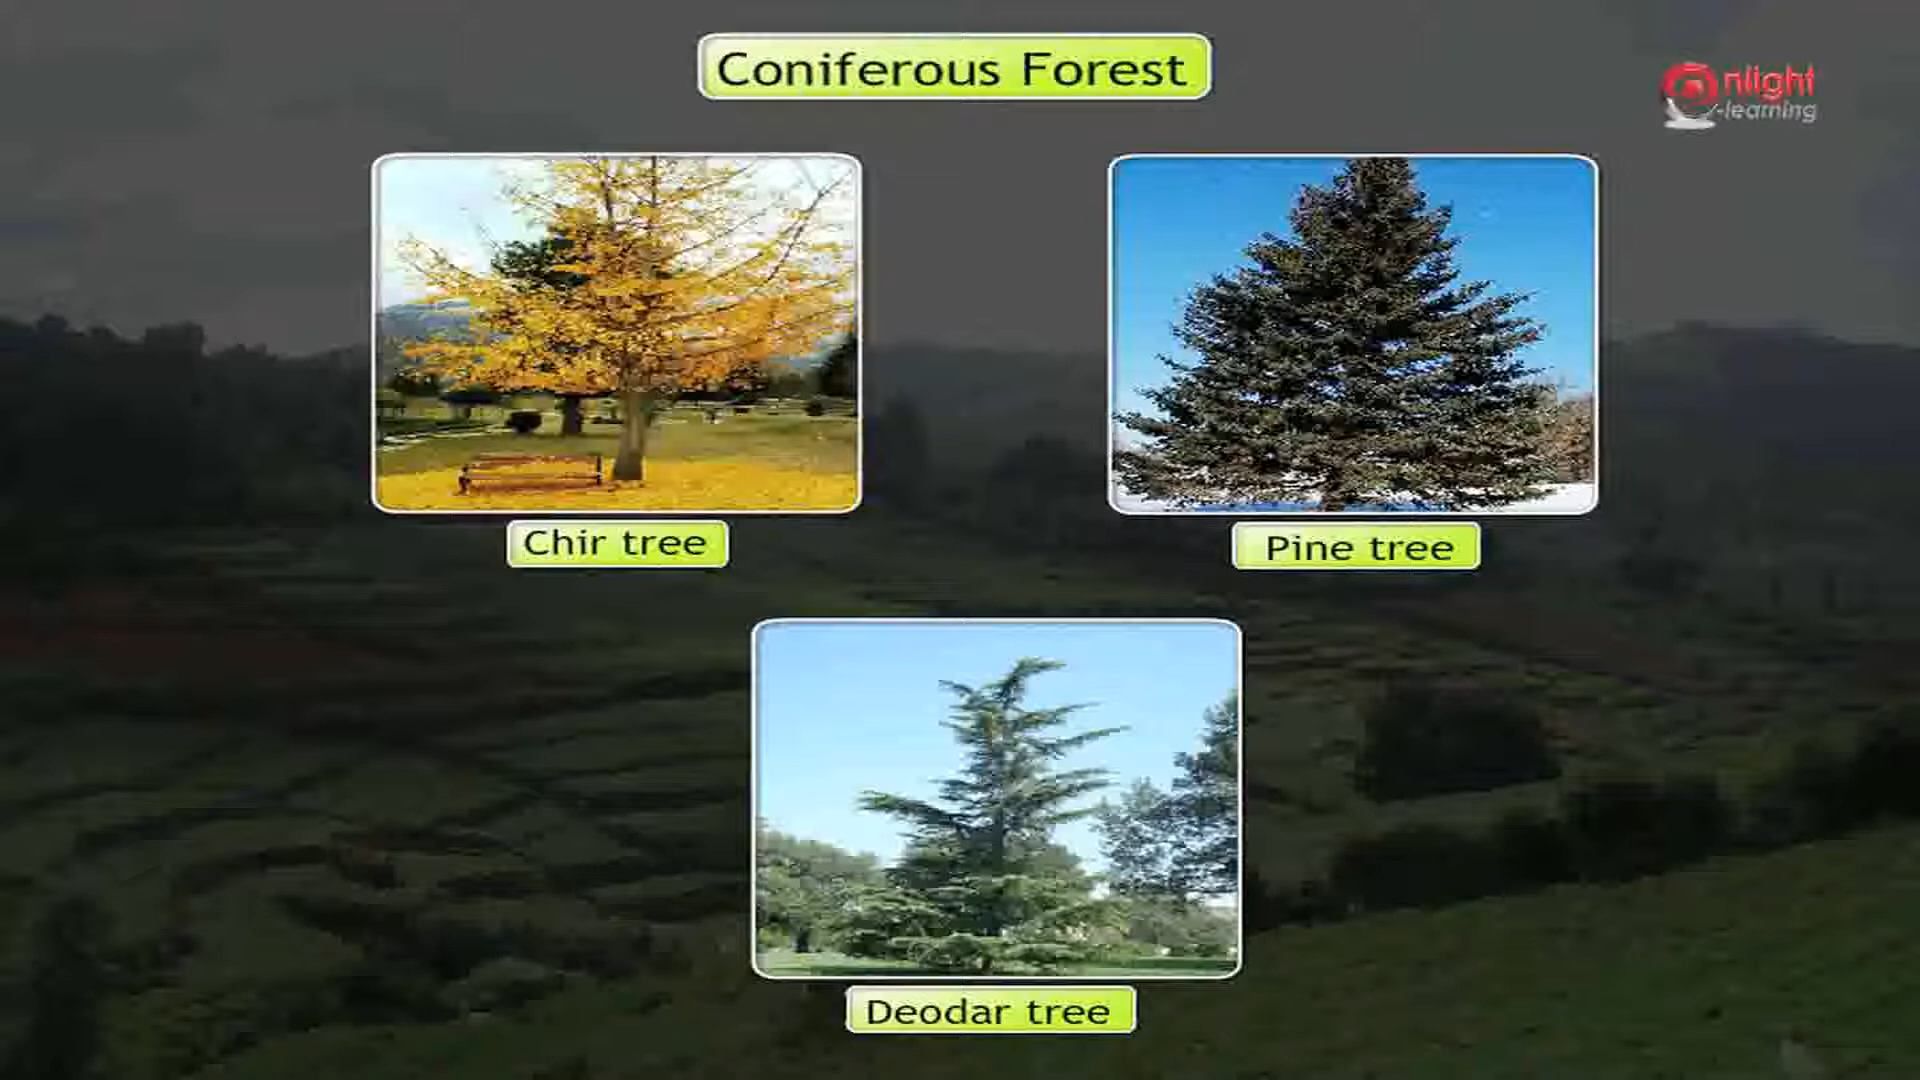 Coniferous Forest
nlight
-learning
Chir tree
Pine tree
Deodar tree